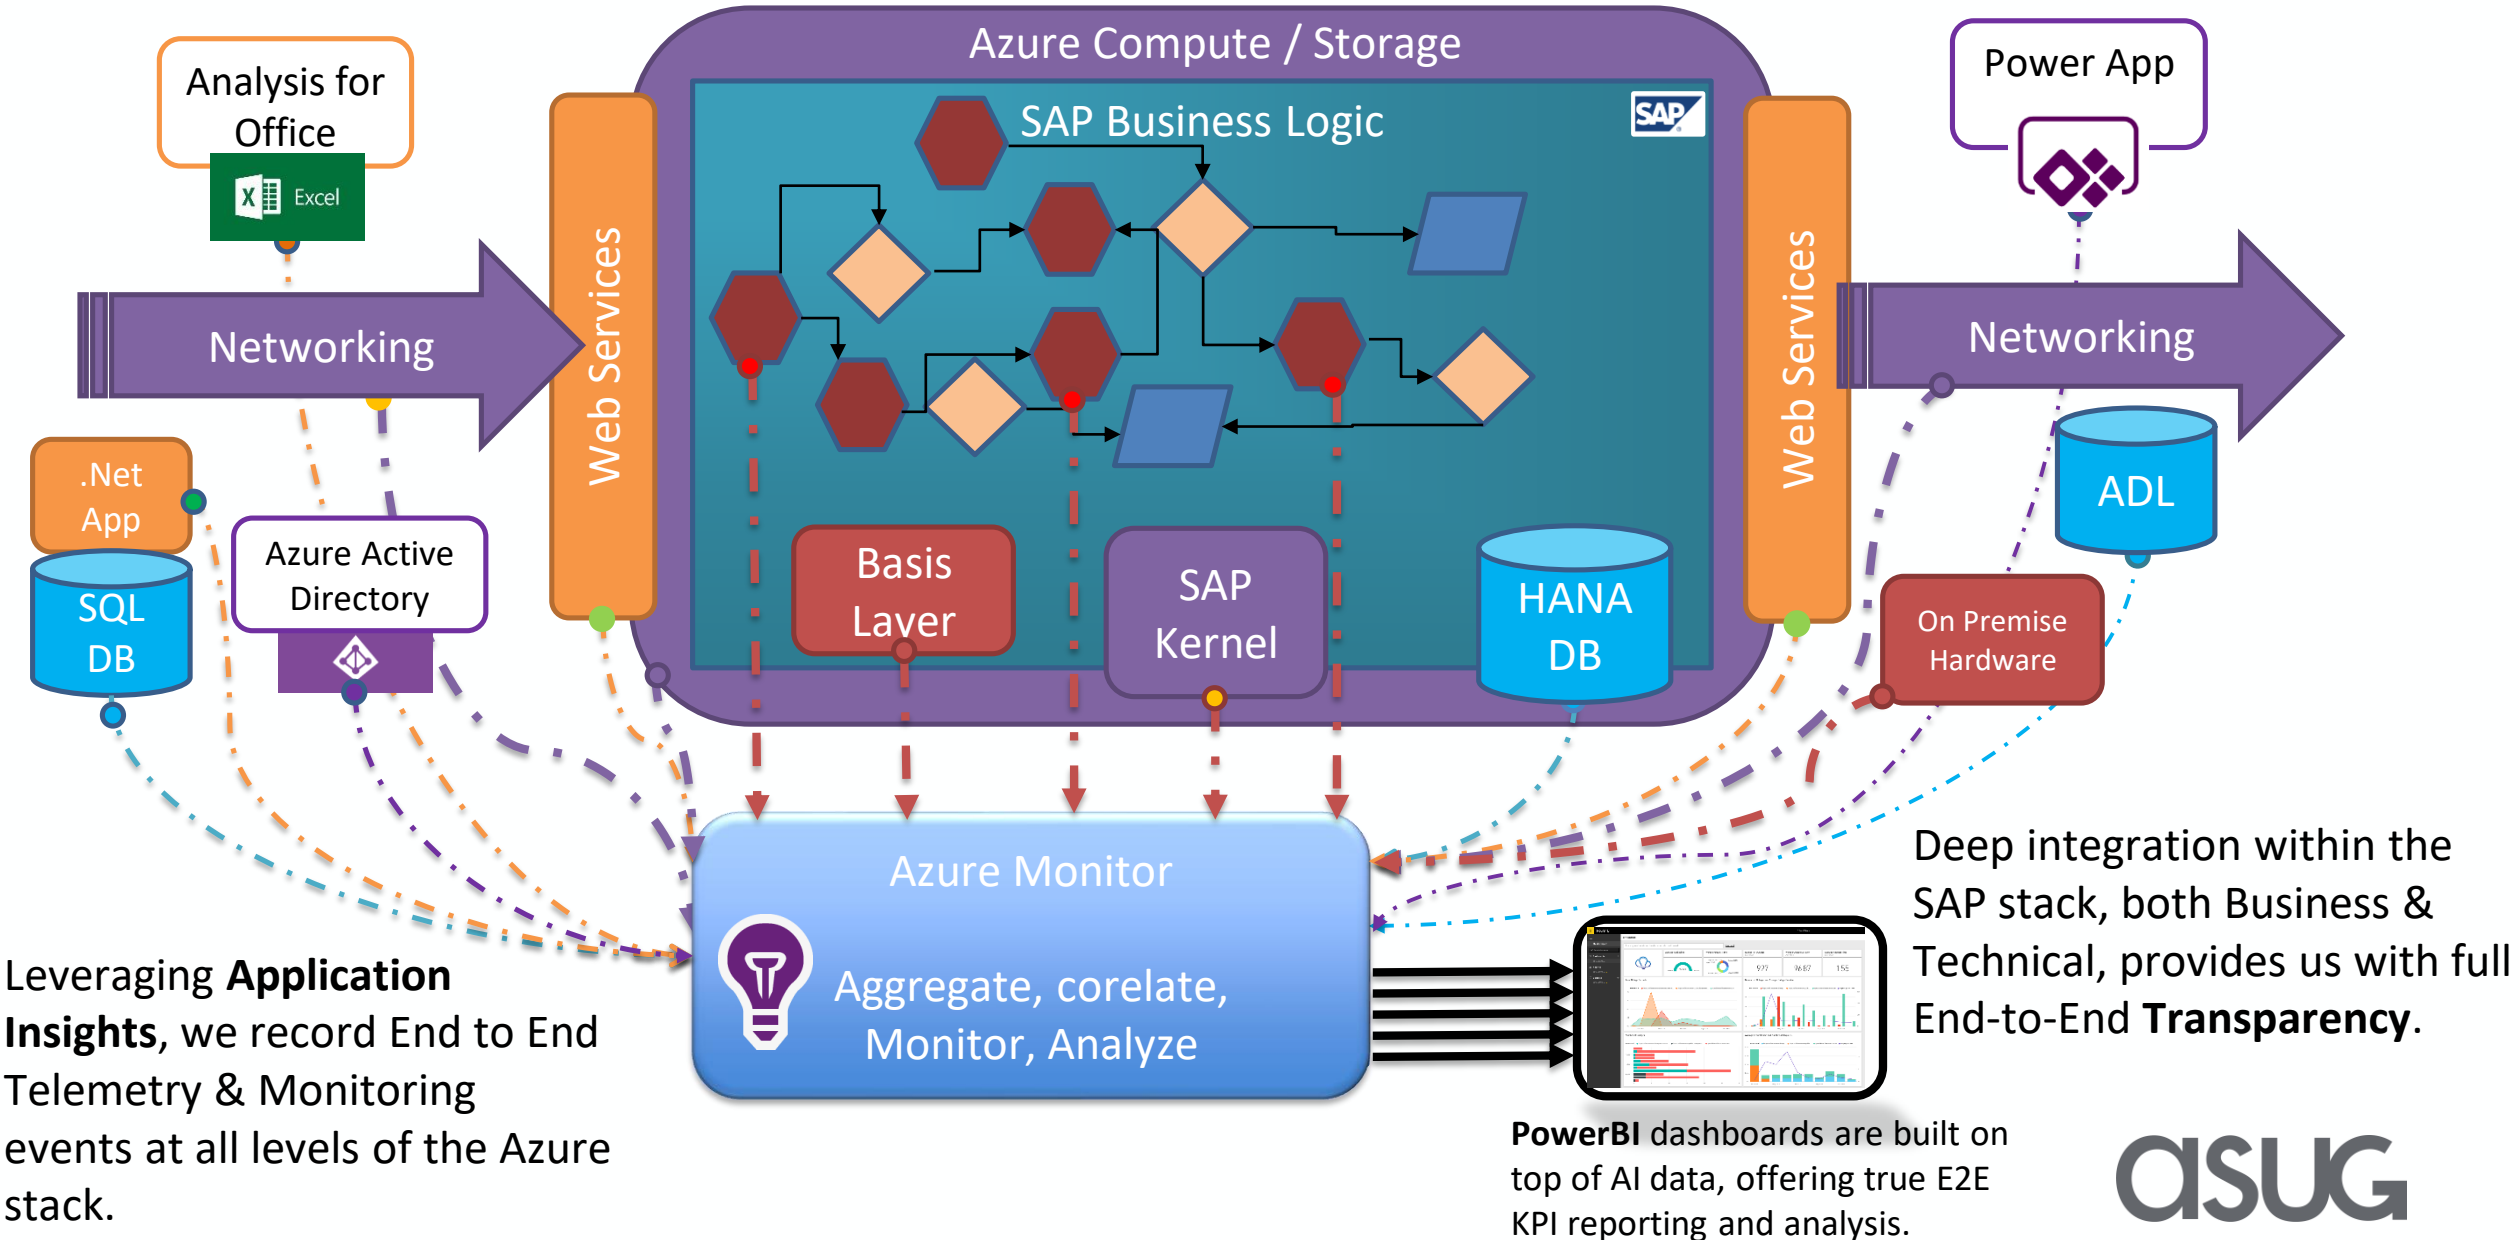 Azure Compute / Storage
Analysis for
Office
Excel
Power App
SAP Business Logic
SAP
Web Services
Web Services
Networking
Networking
.Net
App
SQL
DB
Azure Active
Directory
Basis
Layer
SAP
Kernel
HANA
DB
ADL
On Premise
Hardware
Azure Monitor
Aggregate, corelate,
Monitor, Analyze
Leveraging Application
Insights, we record End to End
Telemetry & Monitoring
events at all levels of the Azure
stack.
Deep integration within the
SAP stack, both Business &
Technical, provides us with full
End-to-End Transparency.
PowerBI dashboards are built on
top of AI data, offering true E2E
KPI reporting and analysis.
asug